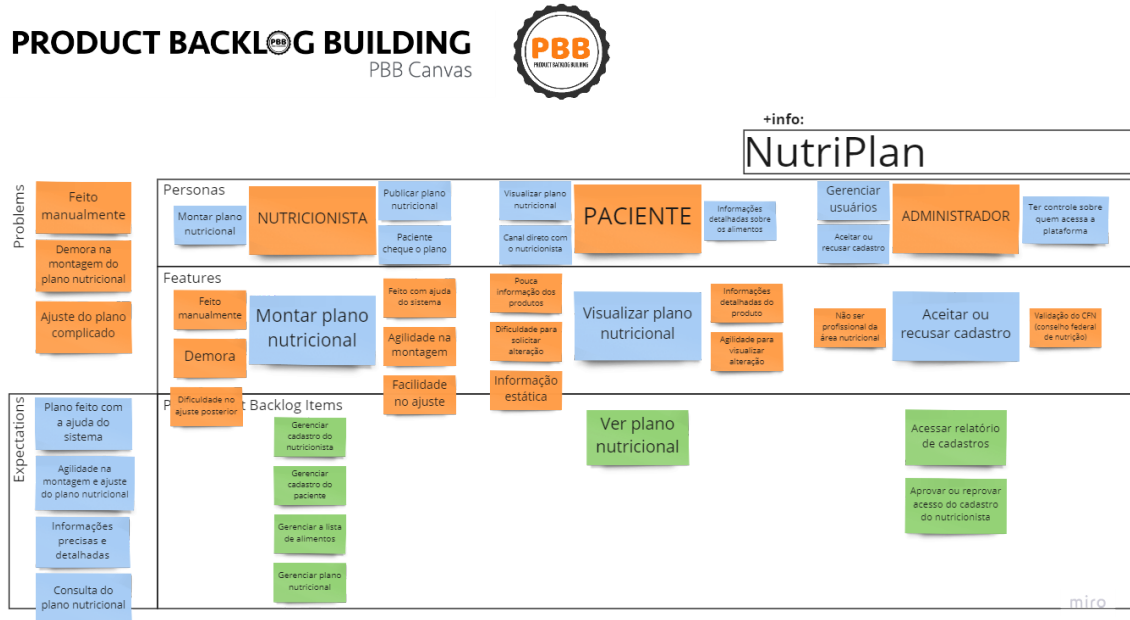 PRODUCT BACKLOG BUILDING
PBB Canvas
PBB
PRODUCT BACKLOG BUILDING
+info:
NutriPlan
Problems
Feito
manualmente
Demora na
montagem do
plano nutricional
Ajuste do plano
complicado
Personas
Montar plano
nutricional
NUTRICIONISTA
Publicar plano
nutricional
Paciente
cheque o plano
Visualizar plano
nutricional
Canal direto com
o nutricionista
PACIENTE
Informações
detalhadas sobre
os alimentos
Gerenciar
usuários
Aceitar ou
recusar cadastro
ADMINISTRADOR
Ter controle sobre
quem acessa a
plataforma
Features
Feito
manualmente
Demora
Dificuldade no
ajuste posterior
Montar plano
nutricional
Feito com ajuda
do sistema
Agilidade na
montagem
Facilidade
no ajuste
Pouca
informação dos
produtos
Dificuldade para
solicitar
alteração
Informação
estática
Visualizar plano
nutricional
Informações
detalhadas do
produto
Agilidade para
visualizar
alteração
Não ser
profissional da
área nutricional
Aceitar ou
recusar cadastro
Validação do CFN
(conselho federal
de nutrição)
Expectations
Plano feito com
a ajuda do
sistema
Agilidade na
montagem e ajuste
do plano nutricional
Informações
precisas e
detalhadas
Consulta do
plano nutricional
P t Backlog Items
Gerenciar
cadastro do
nutricionista
Gerenciar
cadastro do
paciente
Gerenciar a lista
de alimentos
Gerenciar plano
nutricional
Ver plano
nutricional
Acessar relatório
de cadastros
Aprovar ou reprovar
acesso do cadastro
do nutricionista
miro